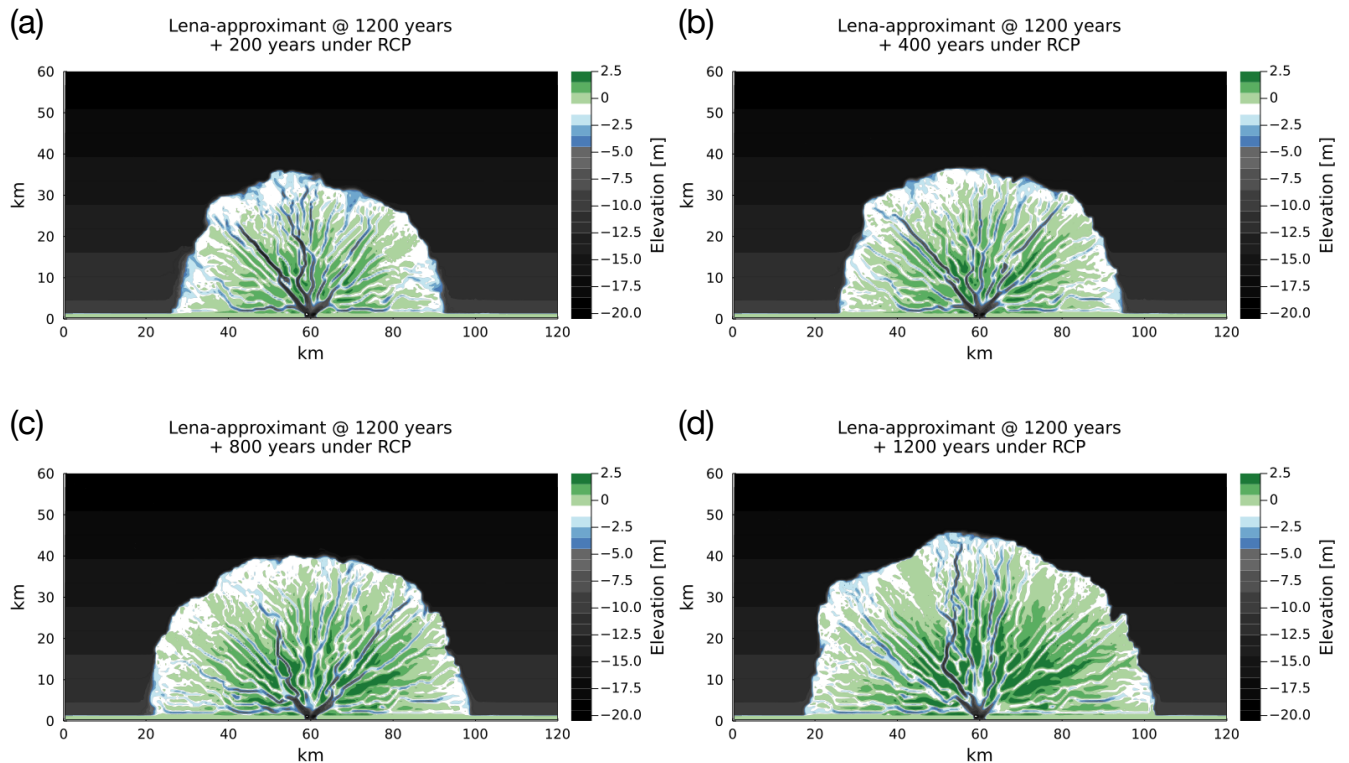 (a)
Lena-approximant @ 1200 years
+ 200 years under RCP
60
50
40
30
20
10
0
km
0 20 40 60 80 100 120
km
2.5
0
−2.5
−5.0
−7.5
−10.0
−12.5
−15.0
−17.5
−20.0
Elevation [m]
(b)
Lena-approximant @ 1200 years
+ 400 years under RCP
60
50
40
30
20
10
0
km
0 20 40 60 80 100 120
km
2.5
0
−2.5
−5.0
−7.5
−10.0
−12.5
−15.0
−17.5
−20.0
Elevation [m]
(c)
Lena-approximant @ 1200 years
+ 800 years under RCP
60
50
40
30
20
10
0
km
0 20 40 60 80 100 120
km
2.5
0
−2.5
−5.0
−7.5
−10.0
−12.5
−15.0
−17.5
−20.0
Elevation [m]
(d)
Lena-approximant @ 1200 years
+ 1200 years under RCP
60
50
40
30
20
10
0
km
0 20 40 60 80 100 120
km
2.5
0
−2.5
−5.0
−7.5
−10.0
−12.5
−15.0
−17.5
−20.0
Elevation [m]